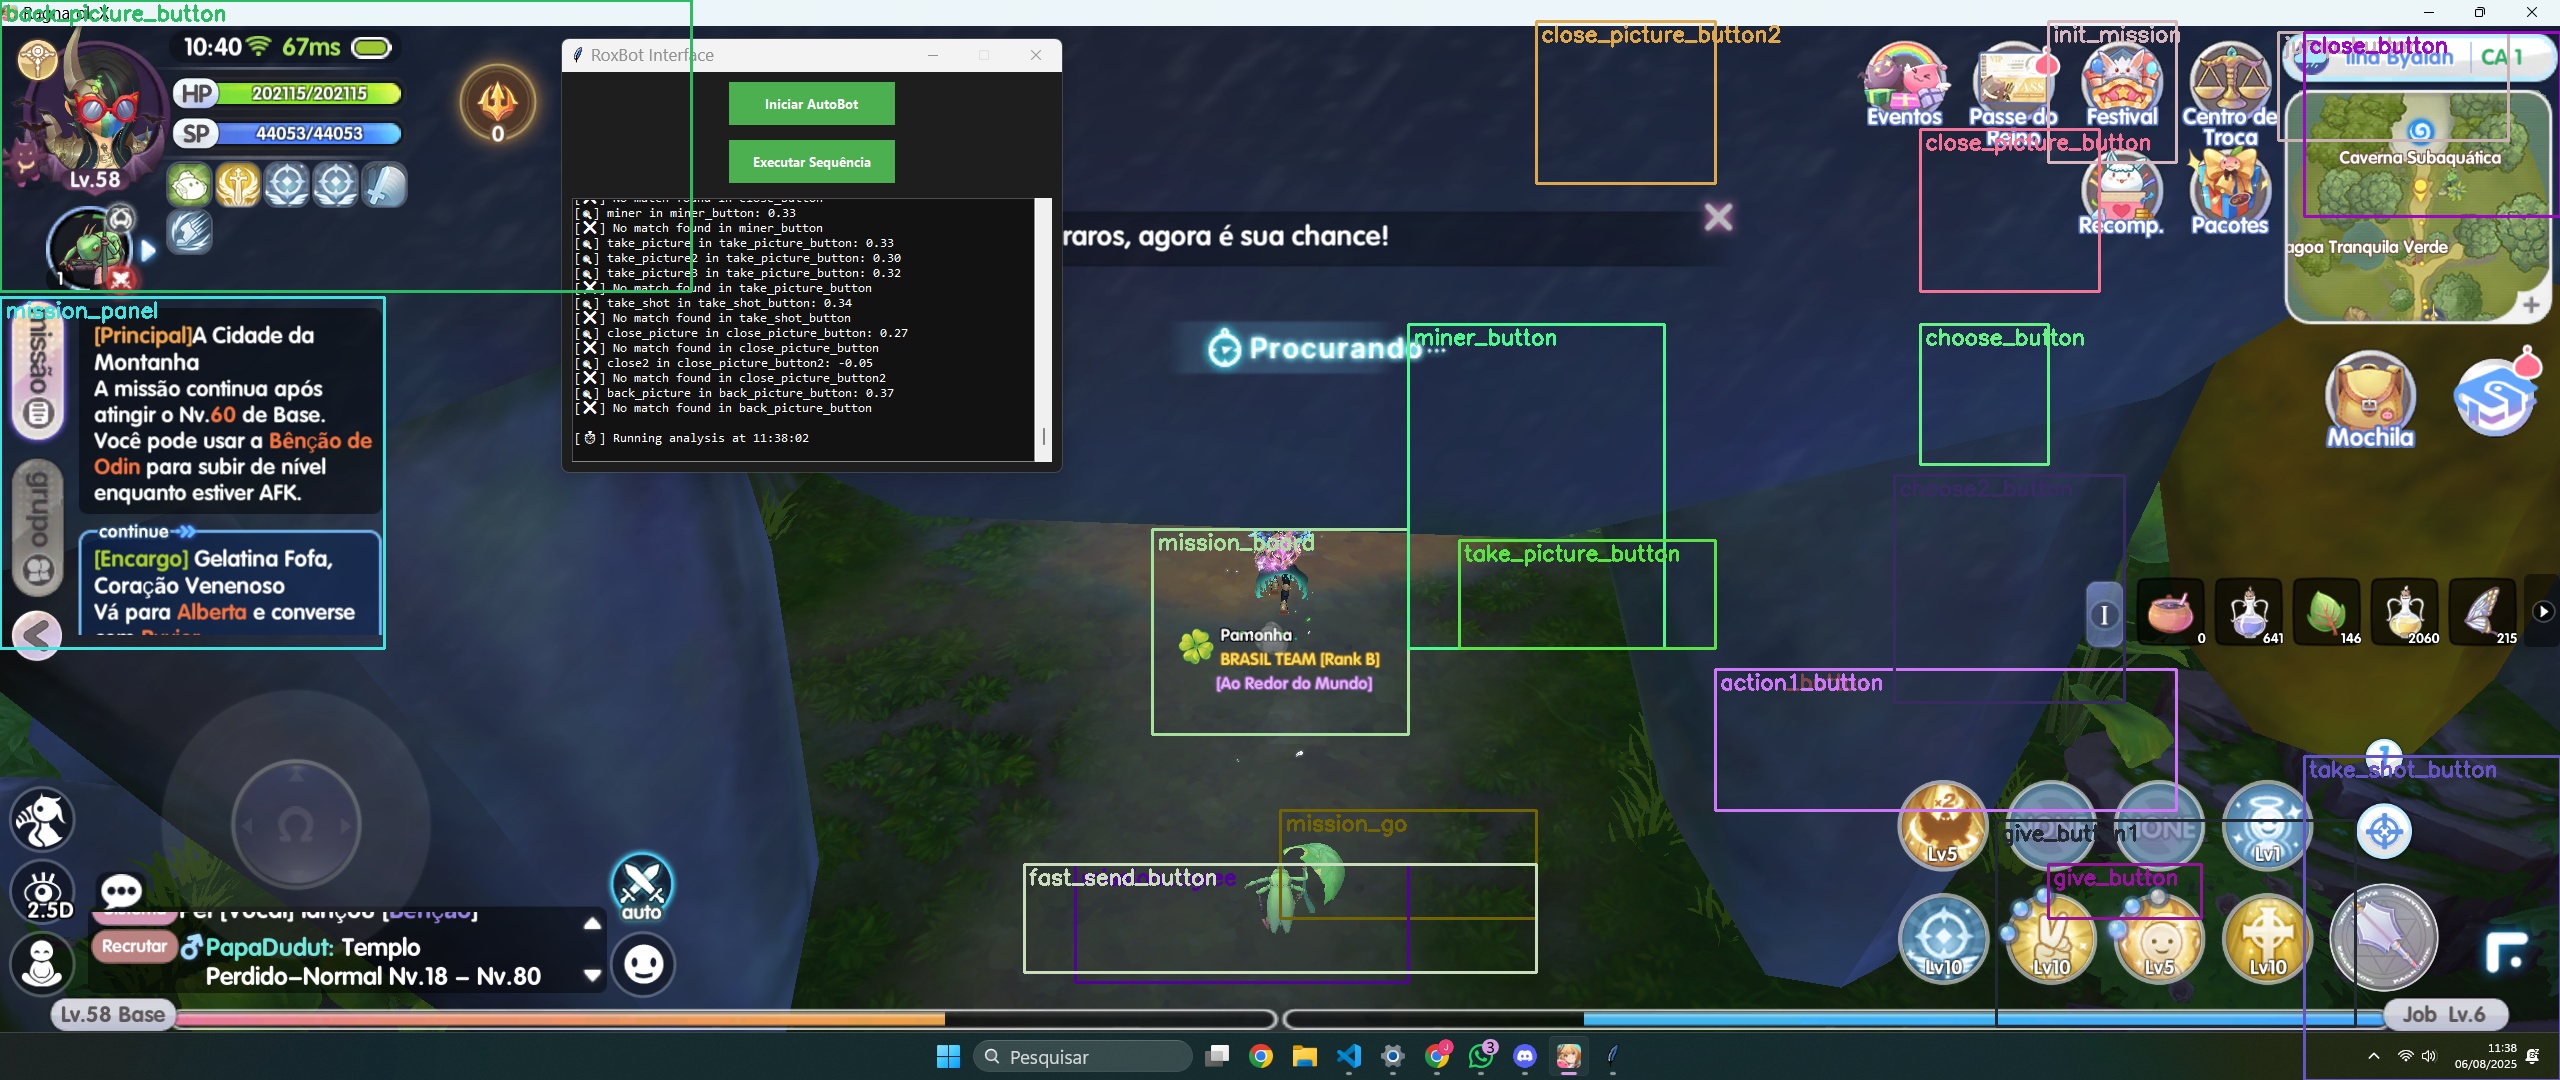 back_picture_button
Ragnarok X
10:40
67ms
HP 202115/202115
SP 44053/44053
Lv.58
0
1
RoxBot Interface
Iniciar AutoBot
Executar Sequência
No match found in close_button
miner in miner_button: 0.33
[X] No match found in miner_button
take_picture in take_picture_button: 0.33
take_picture2 in take_picture_button: 0.30
take_picture3 in take_picture_button: 0.32
[X] No match found in take_picture_button
take_shot in take_shot_button: 0.34
[X] No match found in take_shot_button
close_picture in close_picture_button: 0.27
[X] No match found in close_picture_button
close2 in close_picture_button2: -0.05
[X] No match found in close_picture_button2
back_picture in back_picture_button: 0.37
[X] No match found in back_picture_button
Running analysis at 11:38:02
raros, agora é sua chance!
Procurando...
close_picture_button2
init_mission
close_button
Eventos
Passe do
Reino
Festival
Centro de
Troca
close_picture_button
Recomp.
Pacotes
CA 1
Caverna Subaquática
agoa Tranquila Verde
mission_panel
missão
grupo
[Principal]A Cidade da
Montanha
A missão continua após
atingir o Nv.60 de Base.
Você pode usar a Bênção de
Odin para subir de nível
enquanto estiver AFK.
continue
[Encargo] Gelatina Fofa,
Coração Venenoso
Vá para Alberta e converse
miner_button
choose_button
Mochila
choose2_button
mission_board
take_picture_button
Pamonha
BRASIL TEAM [Rank B]
[Ao Redor do Mundo]
I
0
641
146
2060
215
action1_button
take_shot_button
1
mission_go
give_button1
fast_send_button
give_button
×2
Lv5
NONE
Lv1
Lv10
Lv10
Lv5
Lv10
2.5D
auto
Recrutar
PapaDudut: Templo
Perdido-Normal Nv.18 - Nv.80
Lv.58 Base
Job Lv.6
Pesquisar
3
11:38
06/08/2025